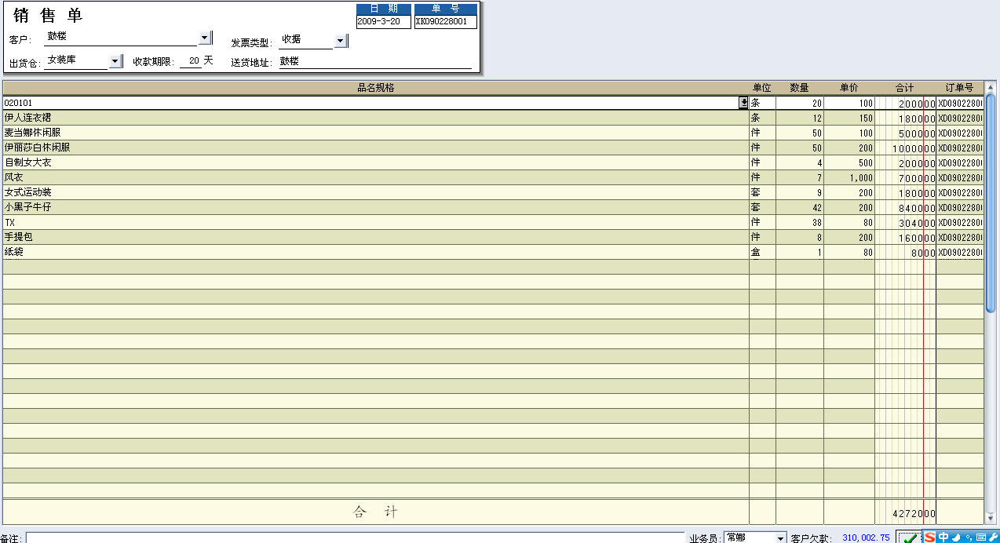 销 售 单
日 期 单 号
2009-3-20 XK090228001
客户: 鼓楼 发票类型: 收据
出货仓: 女装库 收款期限: 20 天 送货地址: 鼓楼
品名规格 单位 数量 单价 合计 订单号
020101 条 20 100 200000 XD09022800
伊人连衣裙 条 12 150 180000 XD09022800
麦当娜休闲服 件 50 100 500000 XD09022800
伊丽莎白休闲服 件 50 200 1000000 XD09022800
自制女大衣 件 4 500 200000 XD09022800
风衣 件 7 1,000 700000 XD09022800
女式运动装 套 9 200 180000 XD09022800
小黑子牛仔 套 42 200 840000 XD09022800
TX 件 38 80 304000 XD09022800
手提包 件 8 200 160000 XD09022800
纸袋 盒 1 80 8000 XD09022800
合 计 4272000
备注: 业务员: 常娜 客户欠款: 310,002.75 S 中